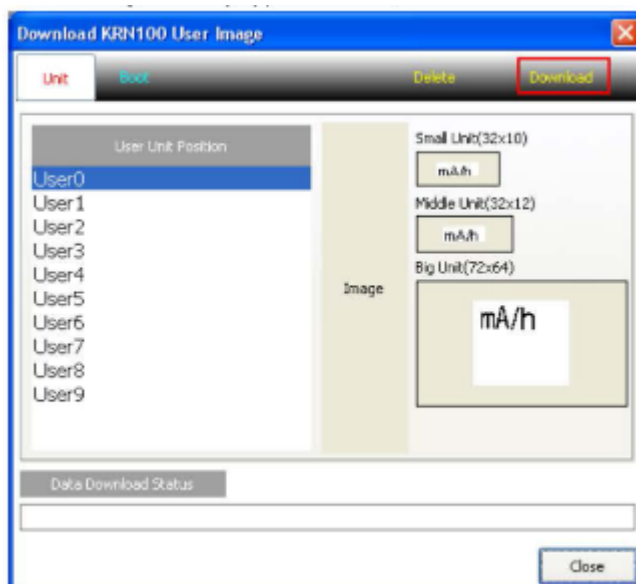 Download KRN100 User Image
Unit Boot Delete Download
User Unit Position
User0
User1
User2
User3
User4
User5
User6
User7
User8
User9
Image
Small Unit(32x10)
mA/h
Middle Unit(32x12)
mA/h
Big Unit(72x64)
mA/h
Data Download Status
Close